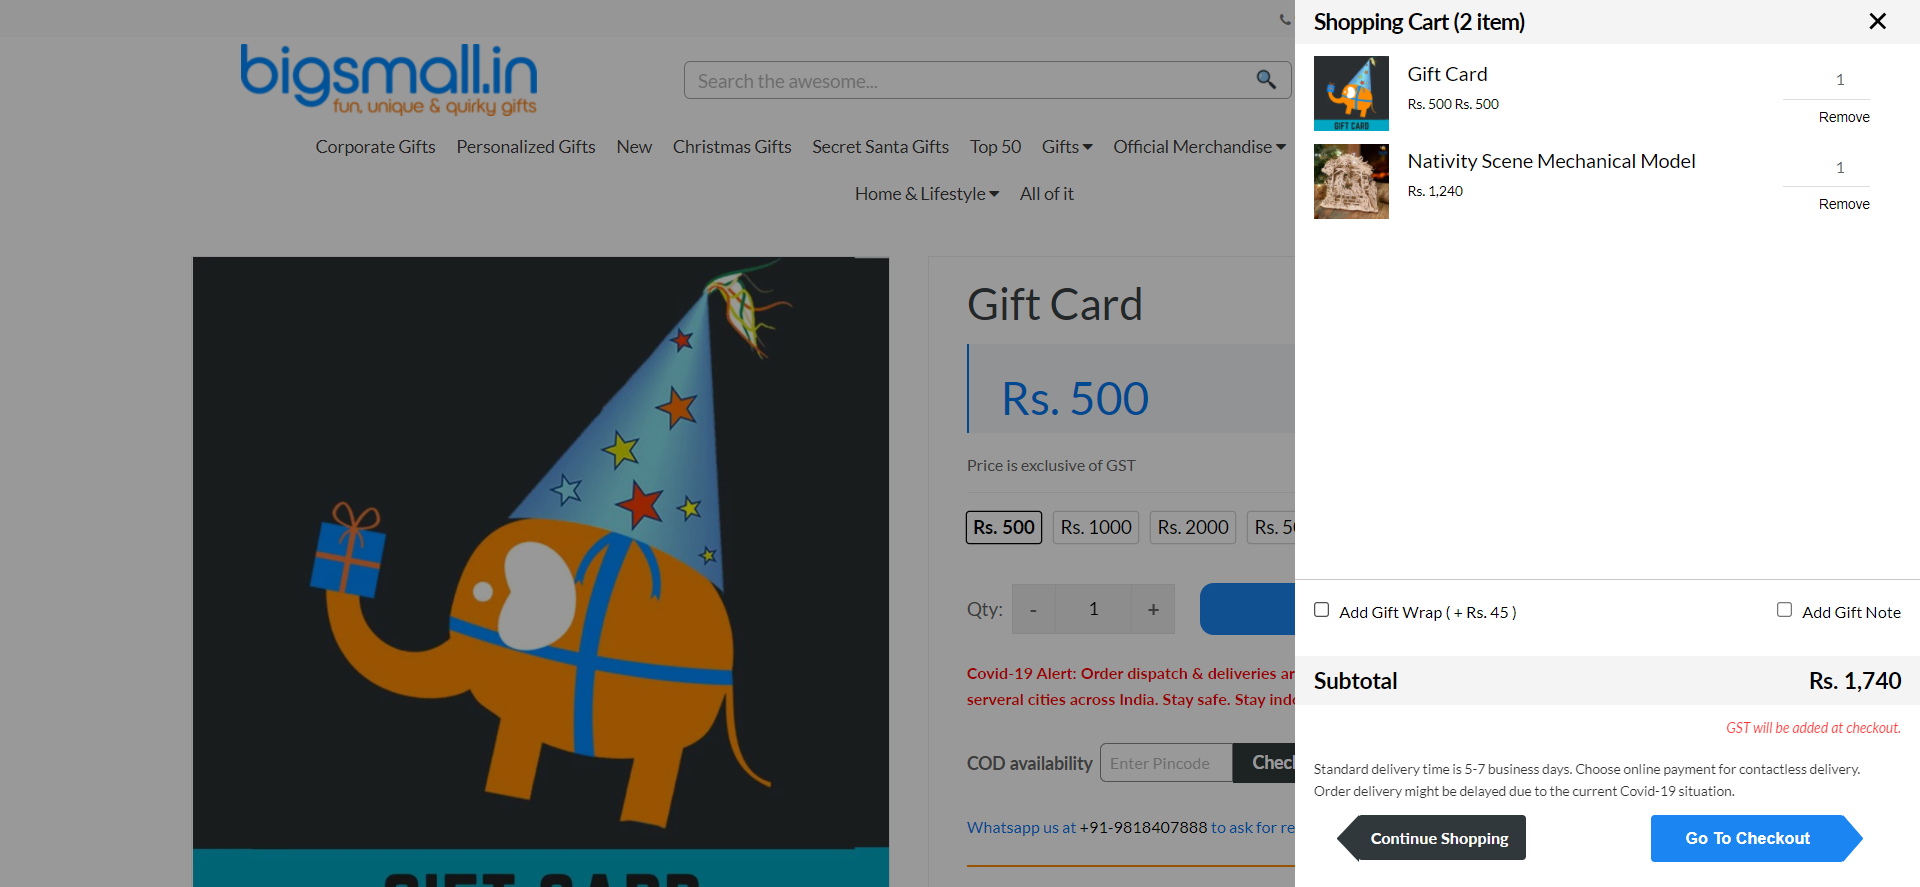 bigsmall.in
fun, unique & quirky gifts
Search the awesome...
Corporate Gifts Personalized Gifts New Christmas Gifts Secret Santa Gifts Top 50 Gifts Official Merchandise
Home & Lifestyle All of it
Gift Card
Rs. 500
Price is exclusive of GST
Rs. 500 Rs. 1000 Rs. 2000 Rs. 5
Qty: - 1 +
Covid-19 Alert: Order dispatch & deliveries ar
serveral cities across India. Stay safe. Stay ind
COD availability Enter Pincode Chec
Whatsapp us at +91-9818407888 to ask for re
GIFT CARD
Shopping Cart (2 item)
GIFT CARD
Gift Card
Rs. 500 Rs. 500
1
Remove
Nativity Scene Mechanical Model
Rs. 1,240
1
Remove
Add Gift Wrap ( + Rs. 45 ) Add Gift Note
Subtotal Rs. 1,740
GST will be added at checkout.
Standard delivery time is 5-7 business days. Choose online payment for contactless delivery.
Order delivery might be delayed due to the current Covid-19 situation.
Continue Shopping Go To Checkout